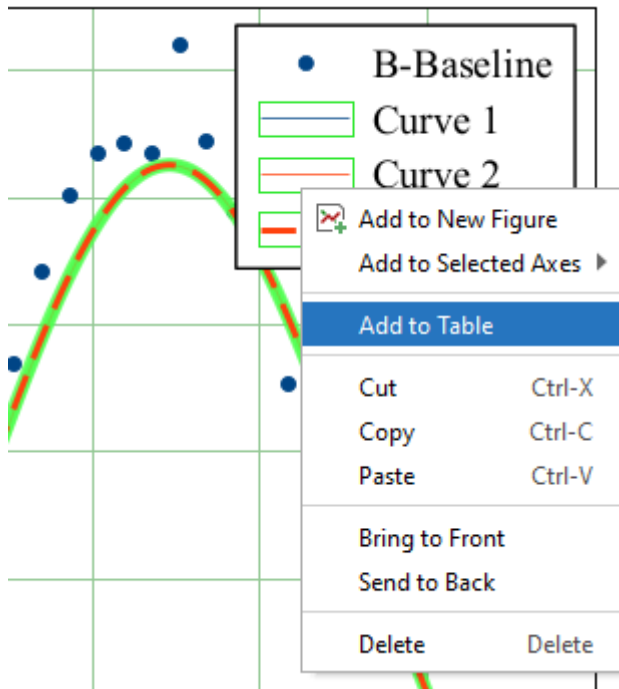 B-Baseline
Curve 1
Curve 2
Add to New Figure
Add to Selected Axes
Add to Table
Cut Ctrl-X
Copy Ctrl-C
Paste Ctrl-V
Bring to Front
Send to Back
Delete Delete